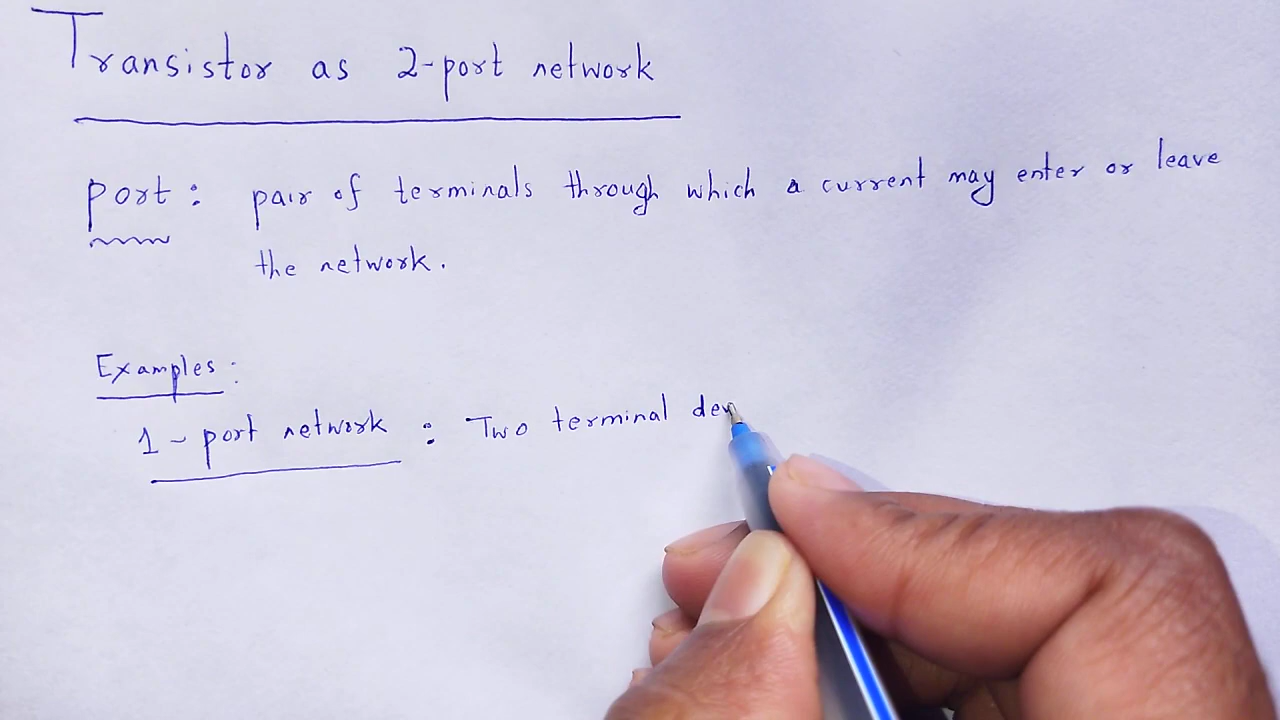 Transistor as 2-port network
port: pair of terminals through which a current may enter or leave
the network.
Examples:
1-port network: Two terminal dev